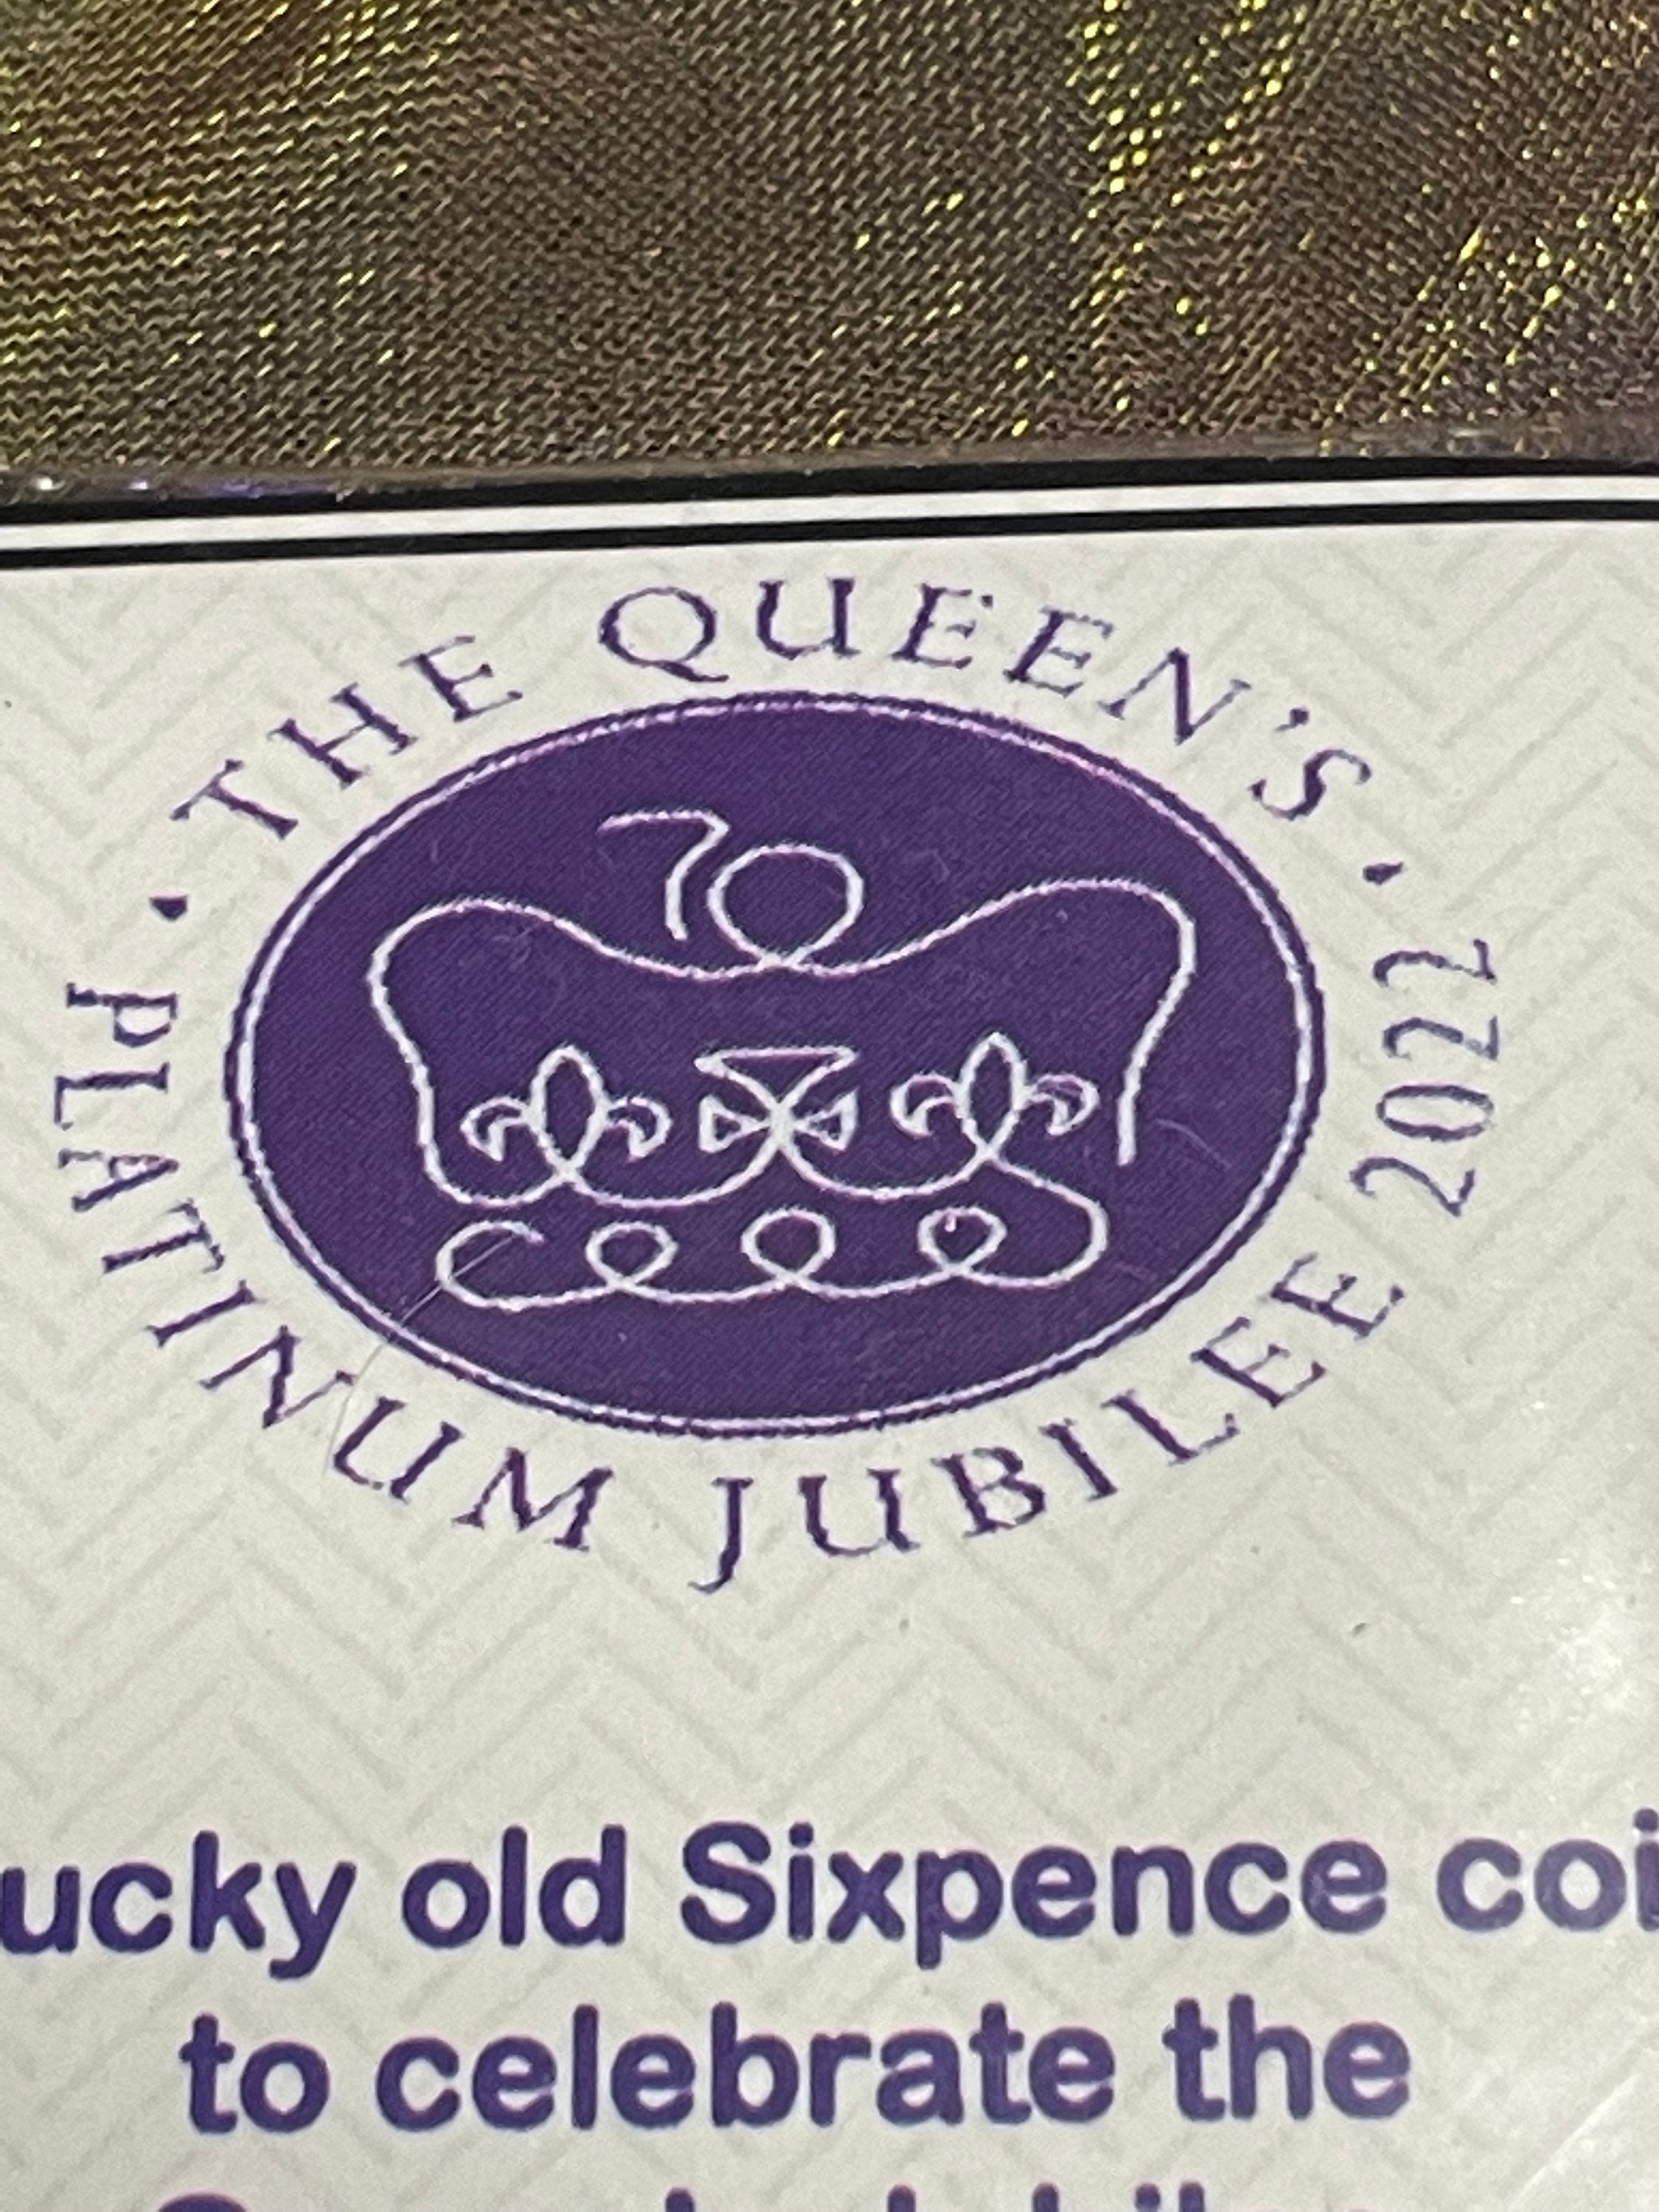 · THE QUEEN'S ·
PLATINUM JUBILEE 2022
70
ucky old Sixpence coi
to celebrate the